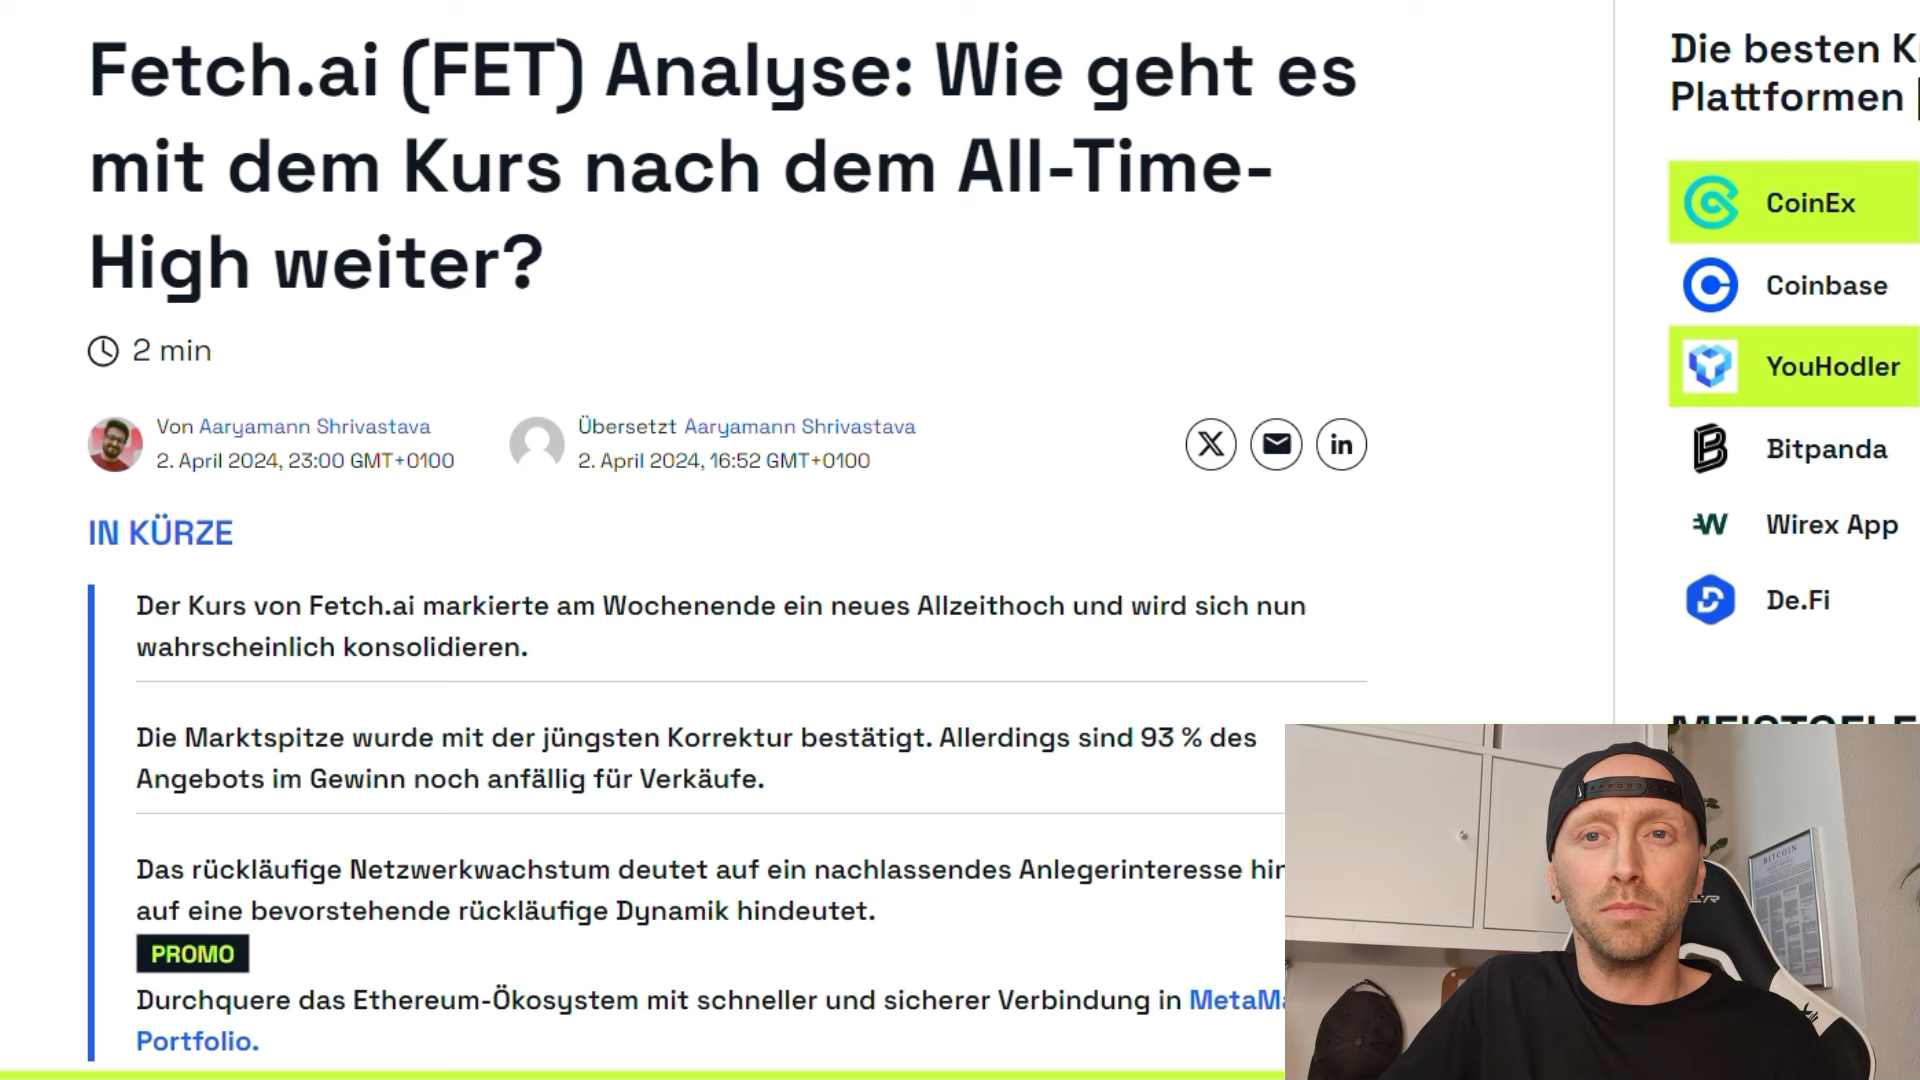 Fetch.ai (FET) Analyse: Wie geht es
mit dem Kurs nach dem All-Time-
High weiter?
2 min
Von Aaryamann Shrivastava
2. April 2024, 23:00 GMT+0100
Übersetzt Aaryamann Shrivastava
2. April 2024, 16:52 GMT+0100
IN KÜRZE
Der Kurs von Fetch.ai markierte am Wochenende ein neues Allzeithoch und wird sich nun
wahrscheinlich konsolidieren.
Die Marktspitze wurde mit der jüngsten Korrektur bestätigt. Allerdings sind 93 % des
Angebots im Gewinn noch anfällig für Verkäufe.
Das rückläufige Netzwerkwachstum deutet auf ein nachlassendes Anlegerinteresse hin
auf eine bevorstehende rückläufige Dynamik hindeutet.
PROMO
Durchquere das Ethereum-Ökosystem mit schneller und sicherer Verbindung in
Portfolio.
Die besten
Plattformen
CoinEx
Coinbase
YouHodler
Bitpanda
Wirex App
De.Fi
BITCOIN